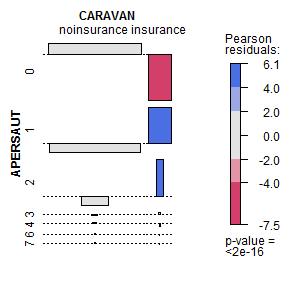 CARAVAN
noinsurance insurance
Pearson
residuals:
6.1
4.0
2.0
0.0
-2.0
-4.0
-7.5
p-value =
<2e-16
APERSAUT
0
1
2
3
4
6
7